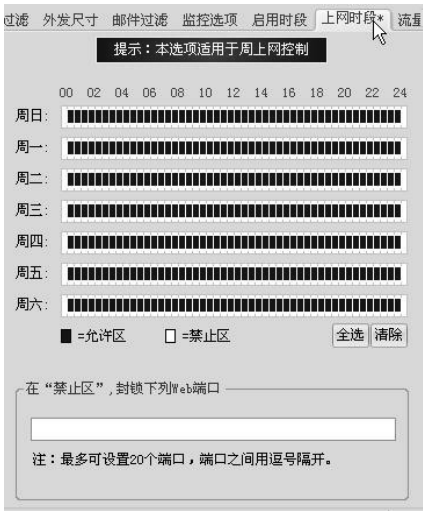 过滤 外发尺寸 邮件过滤 监控选项 启用时段 上网时段* 流量
提示：本选项适用于周上网控制
00 02 04 06 08 10 12 14 16 18 20 22 24
周日:
周一:
周二:
周三:
周四:
周五:
周六:
=允许区 =禁止区 全选 清除
在“禁止区”,封锁下列Web端口
注：最多可设置20个端口，端口之间用逗号隔开。